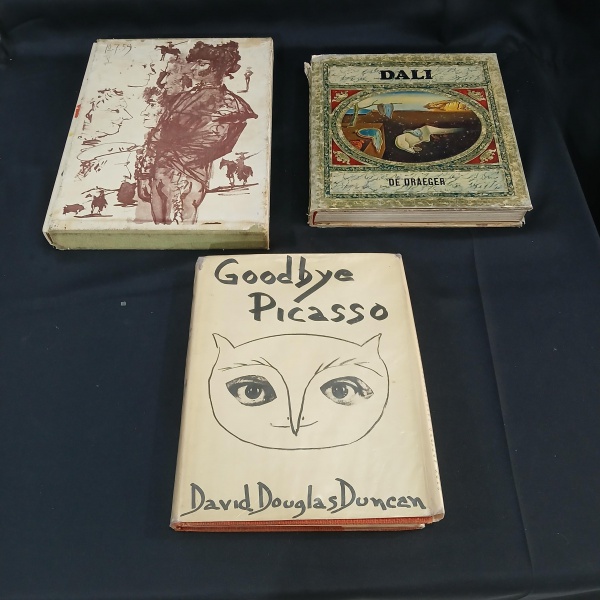 DALI
DE DRAEGER
Goodbye
Picasso
David Douglas Duncan